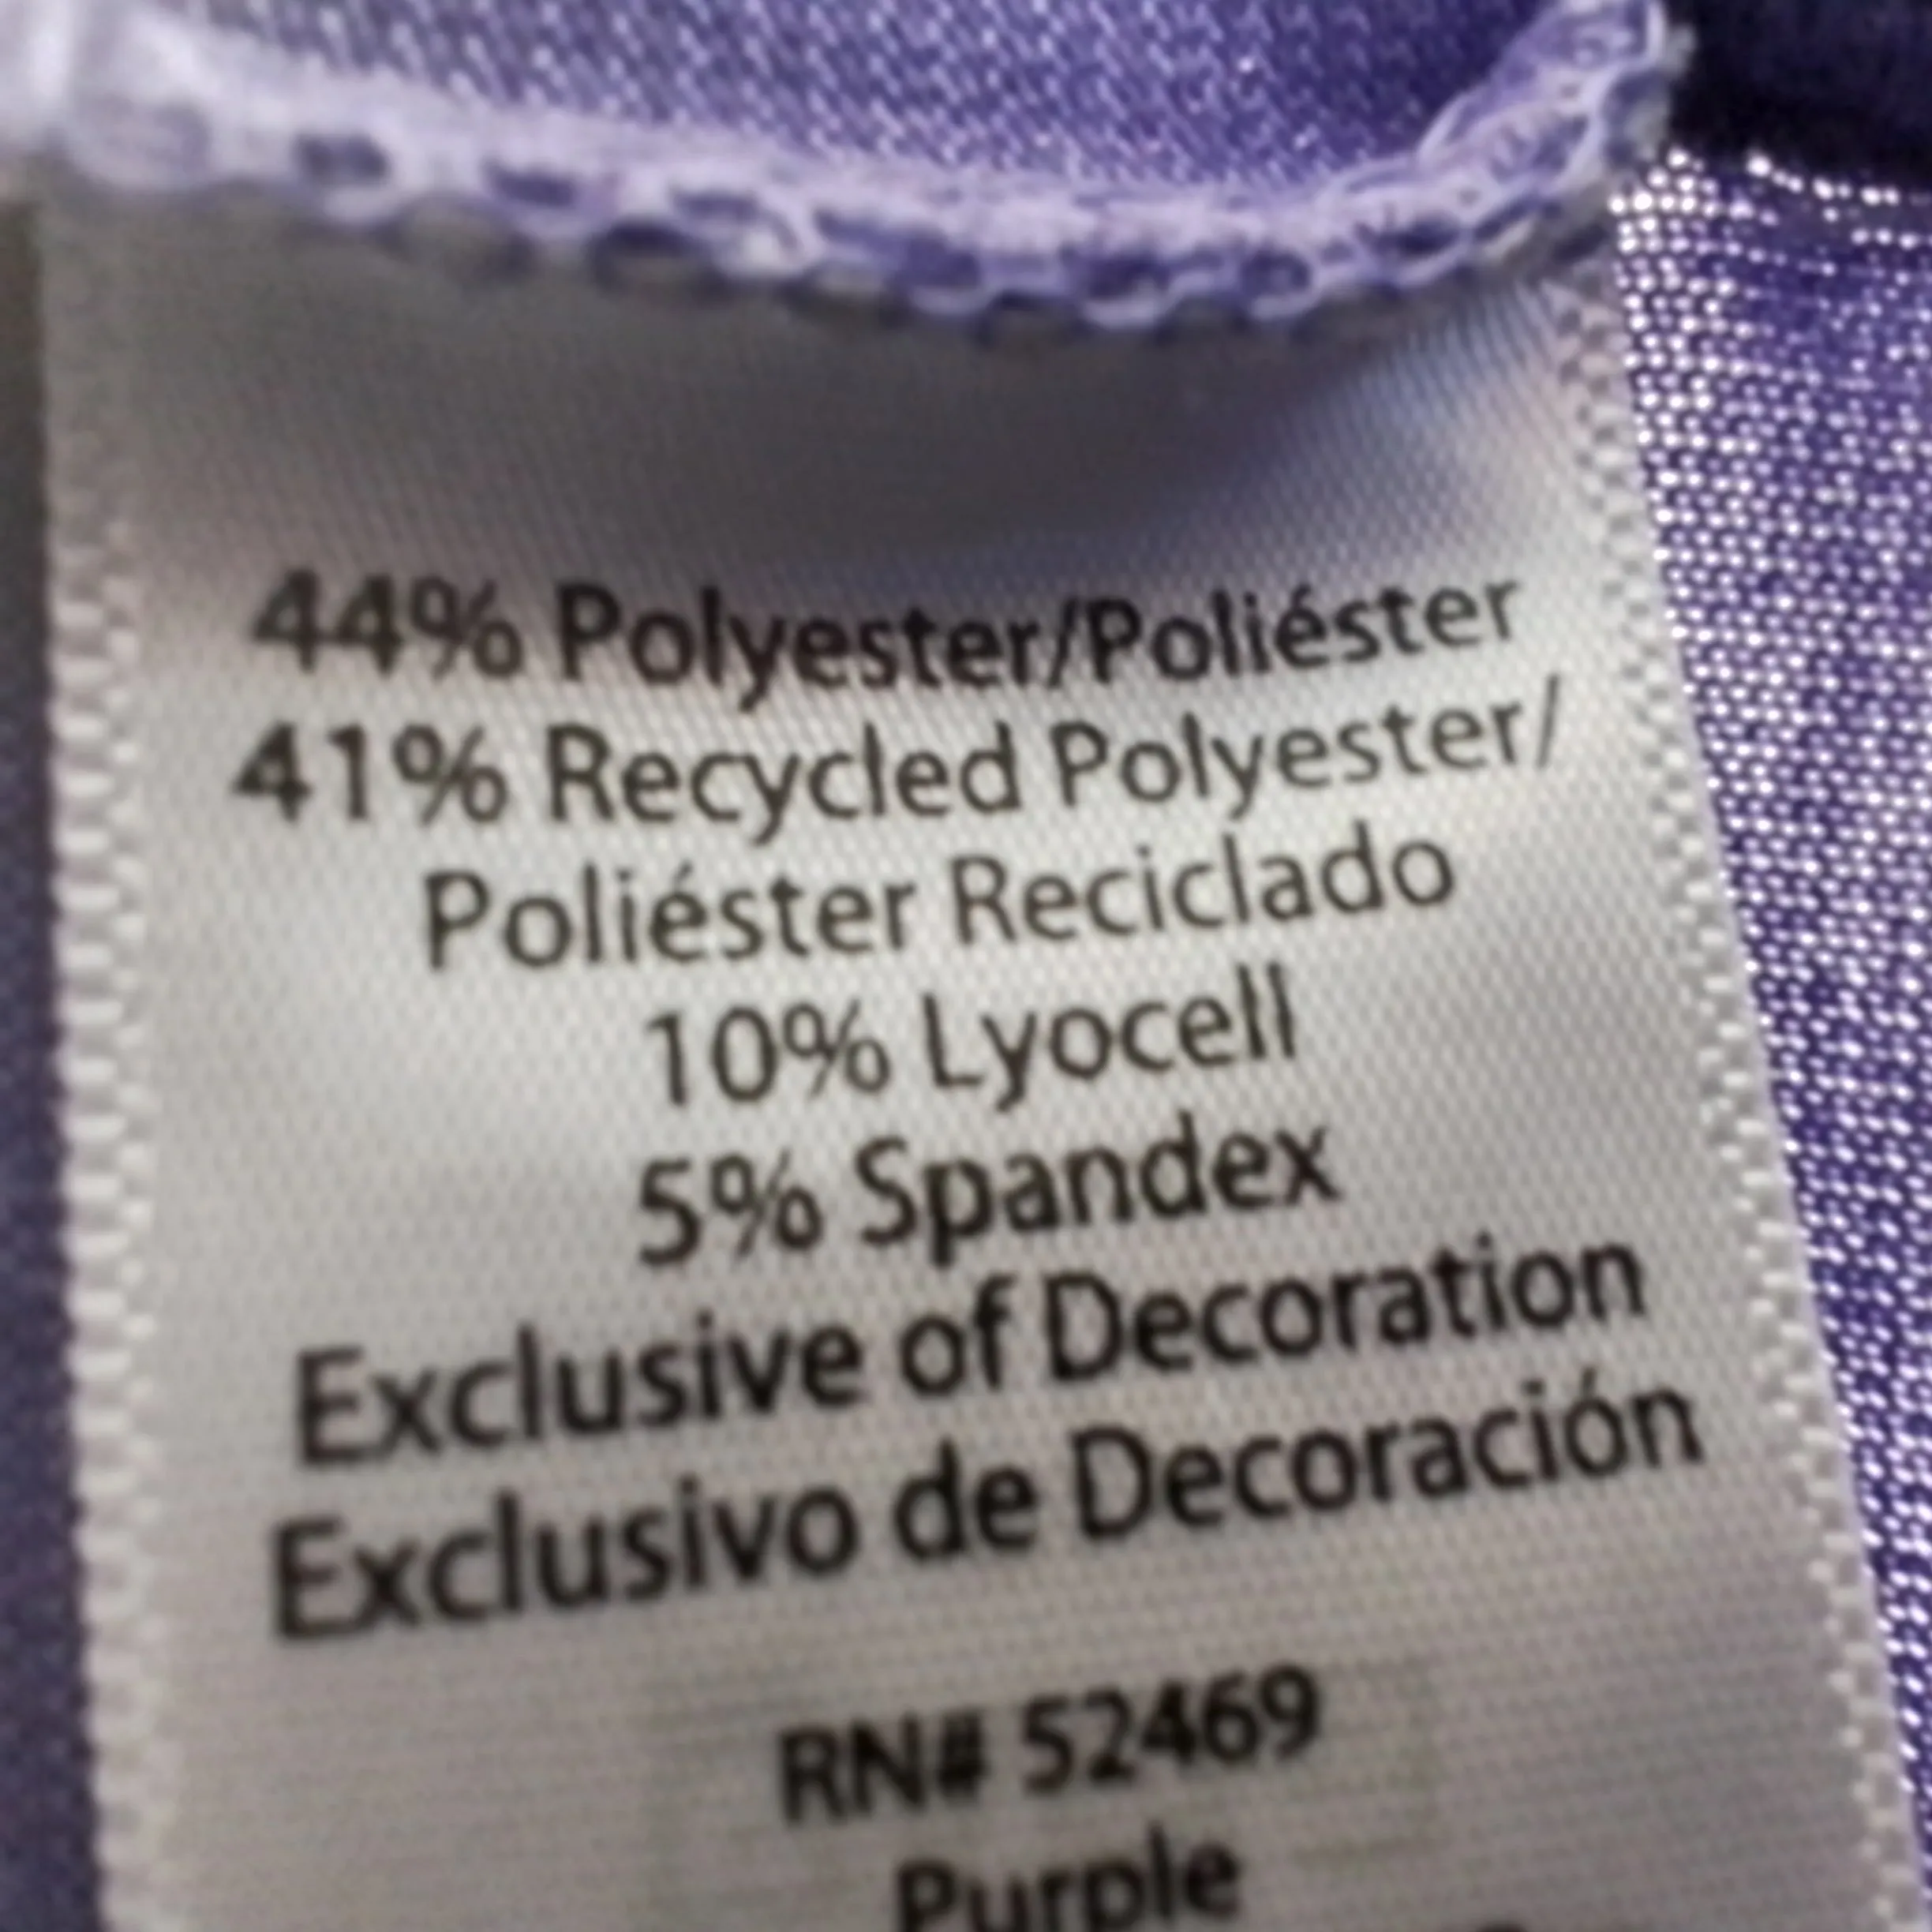 44% Polyester/Poliéster
41% Recycled Polyester/
Poliéster Reciclado
10% Lyocell
5% Spandex
Exclusive of Decoration
Exclusivo de Decoración
RN# 52469
Purple